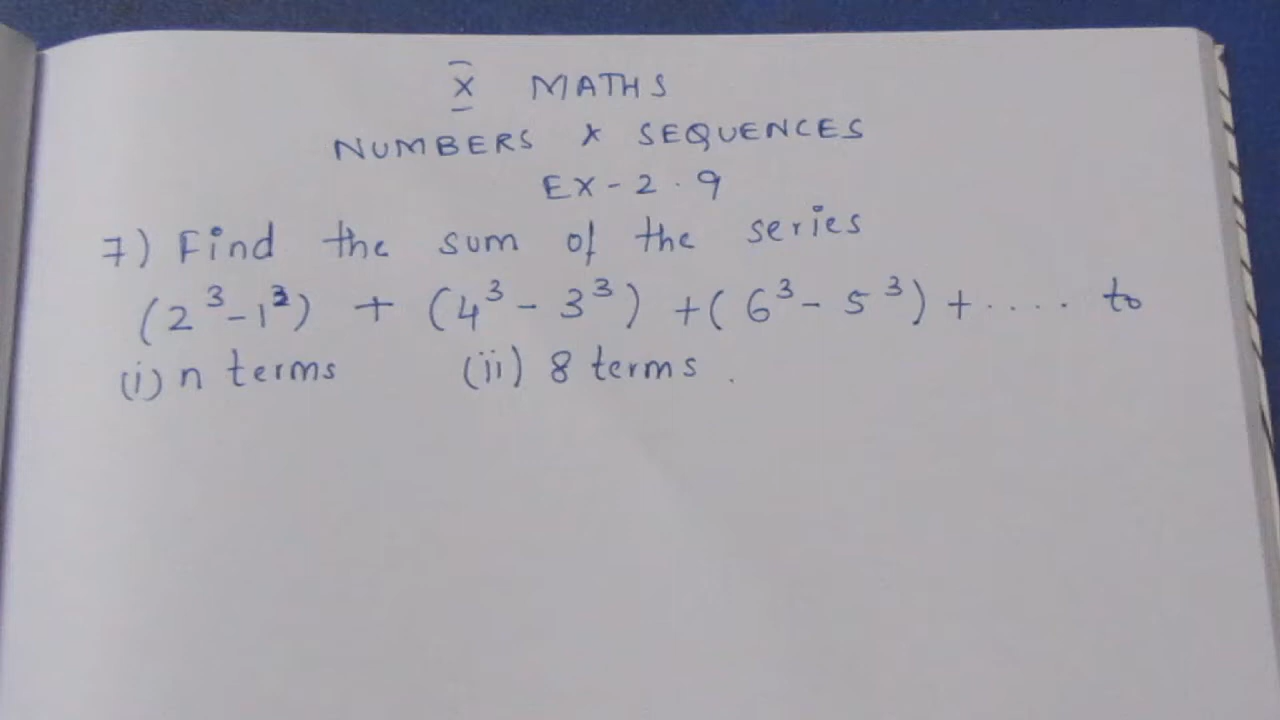 X MATHS
NUMBERS & SEQUENCES
EX-2.9
7) Find the sum of the series
(2³-1³) + (4³-3³) + (6³-5³) + ..... to
(i) n terms (ii) 8 terms.